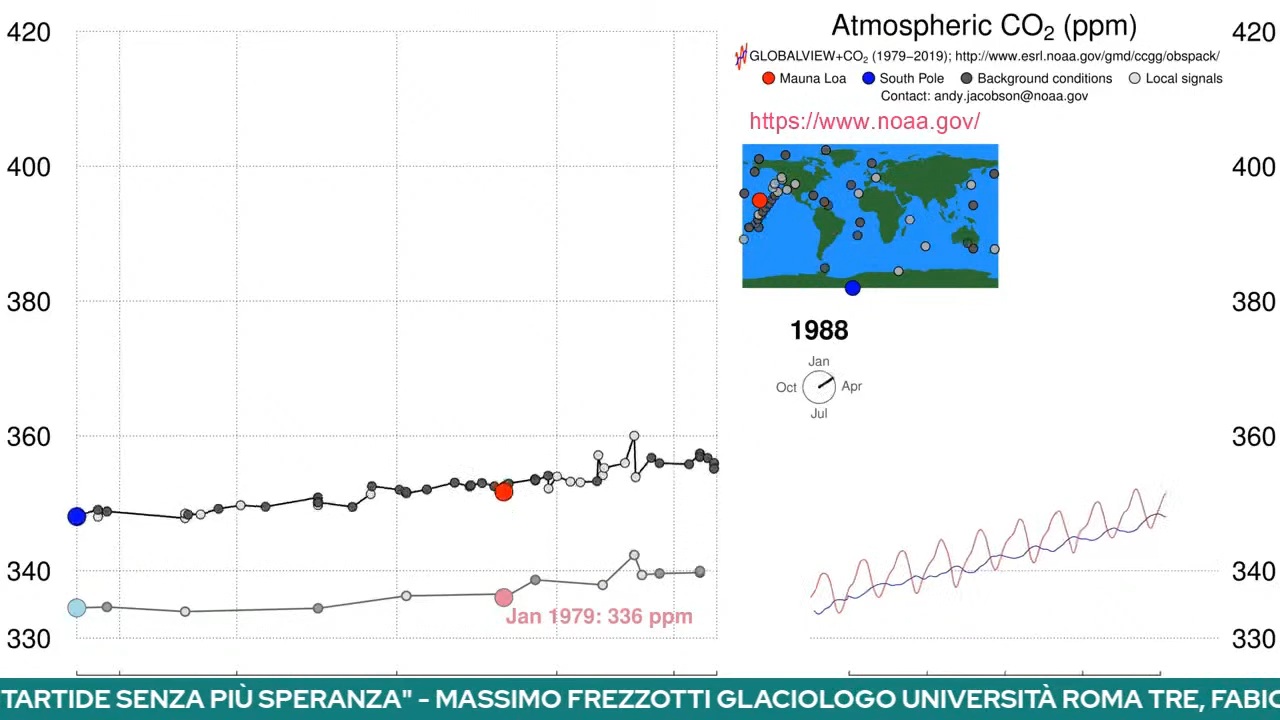 Atmospheric CO₂ (ppm)
GLOBALVIEW+CO₂ (1979−2019); http://www.esrl.noaa.gov/gmd/ccgg/obspack/
Mauna Loa South Pole Background conditions Local signals
Contact: andy.jacobson@noaa.gov
https://www.noaa.gov/
420
400
380
360
340
330
420
400
380
360
340
330
1988
Jan
Oct Apr
Jul
Jan 1979: 336 ppm
TARTIDE SENZA PIÙ SPERANZA" - MASSIMO FREZZOTTI GLACIOLOGO UNIVERSITÀ ROMA TRE, FABIO